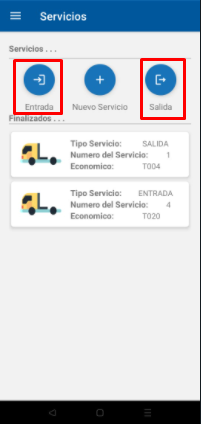 Servicios
Servicios . . .
Entrada
Nuevo Servicio
Salida
Finalizados . . .
Tipo Servicio: SALIDA
Numero del Servicio: 1
Economico: T004
Tipo Servicio: ENTRADA
Numero del Servicio: 4
Economico: T020